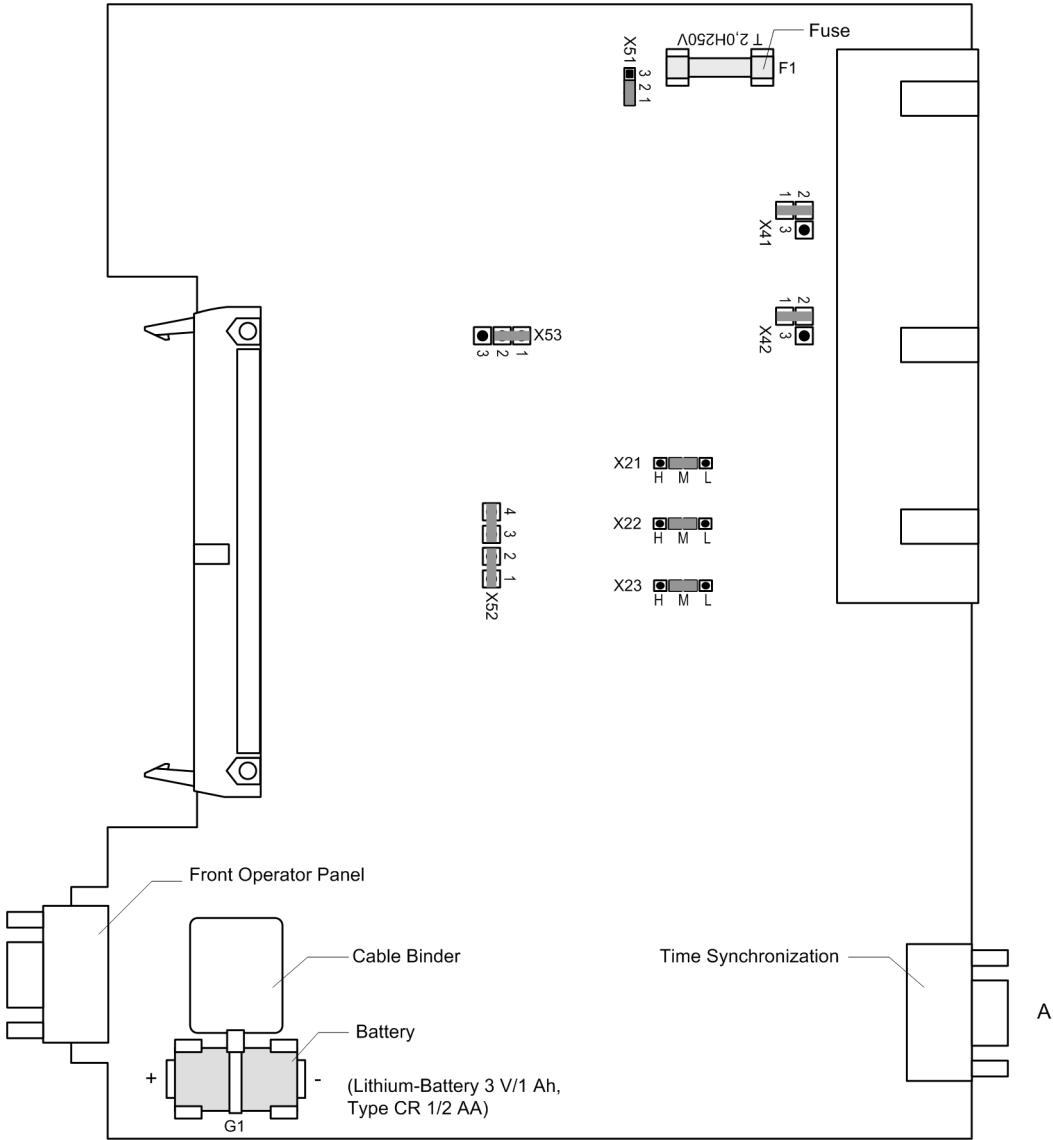 Fuse
T 2,0H250V
F1
X51
3 2 1
1 2
3
X41
1 2
3
X42
X53
3 2 1
X21
H M L
X22
H M L
X23
H M L
4
3
2
1
X52
Front Operator Panel
Cable Binder
Time Synchronization
A
Battery
+ -
(Lithium-Battery 3 V/1 Ah,
Type CR 1/2 AA)
G1